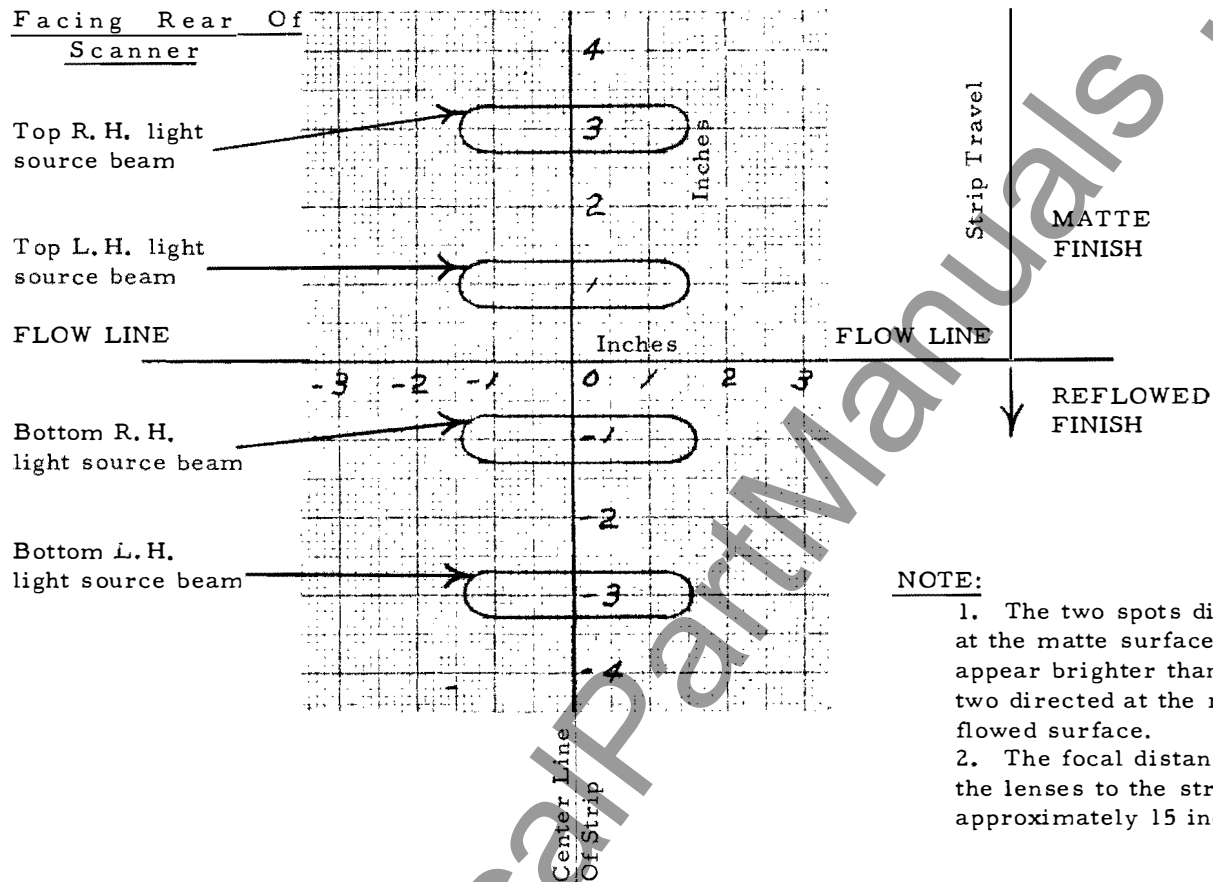 Facing Rear Of
Scanner
4
Top R. H. light
source beam
3
Inches
Strip Travel
2
MATTE
FINISH
Top L. H. light
source beam
1
FLOW LINE
Inches
FLOW LINE
-3 -2 -1 0 1 2 3
REFLOWED
FINISH
Bottom R. H.
light source beam
-1
-2
Bottom L. H.
light source beam
-3
-4
NOTE:
1. The two spots
at the matte surface
appear brighter than
two directed at the
flowed surface.
2. The focal
the lenses to the
approximately 15
Center Line
Of Strip
PartManuals